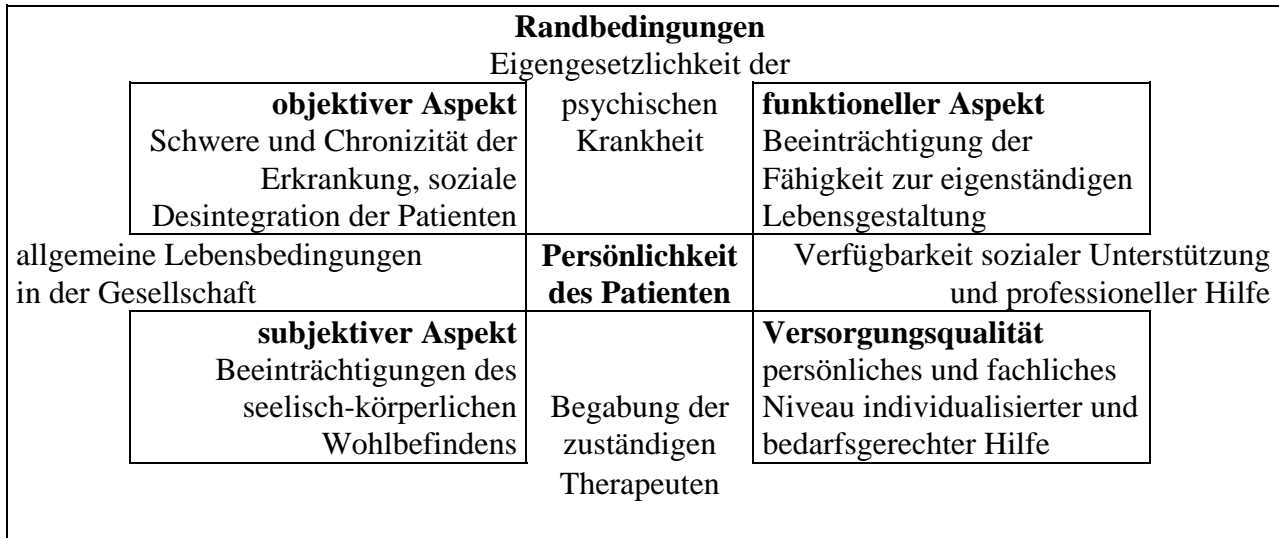 Randbedingungen
Eigengesetzlichkeit der
psychischen
Krankheit
objektiver Aspekt
Schwere und Chronizität der
Erkrankung, soziale
Desintegration der Patienten
funktioneller Aspekt
Beeinträchtigung der
Fähigkeit zur eigenständigen
Lebensgestaltung
allgemeine Lebensbedingungen
in der Gesellschaft
Persönlichkeit
des Patienten
Verfügbarkeit sozialer Unterstützung
und professioneller Hilfe
subjektiver Aspekt
Beeinträchtigungen des
seelisch-körperlichen
Wohlbefindens
Begabung der
zuständigen
Therapeuten
Versorgungsqualität
persönliches und fachliches
Niveau individualisierter und
bedarfsgerechter Hilfe